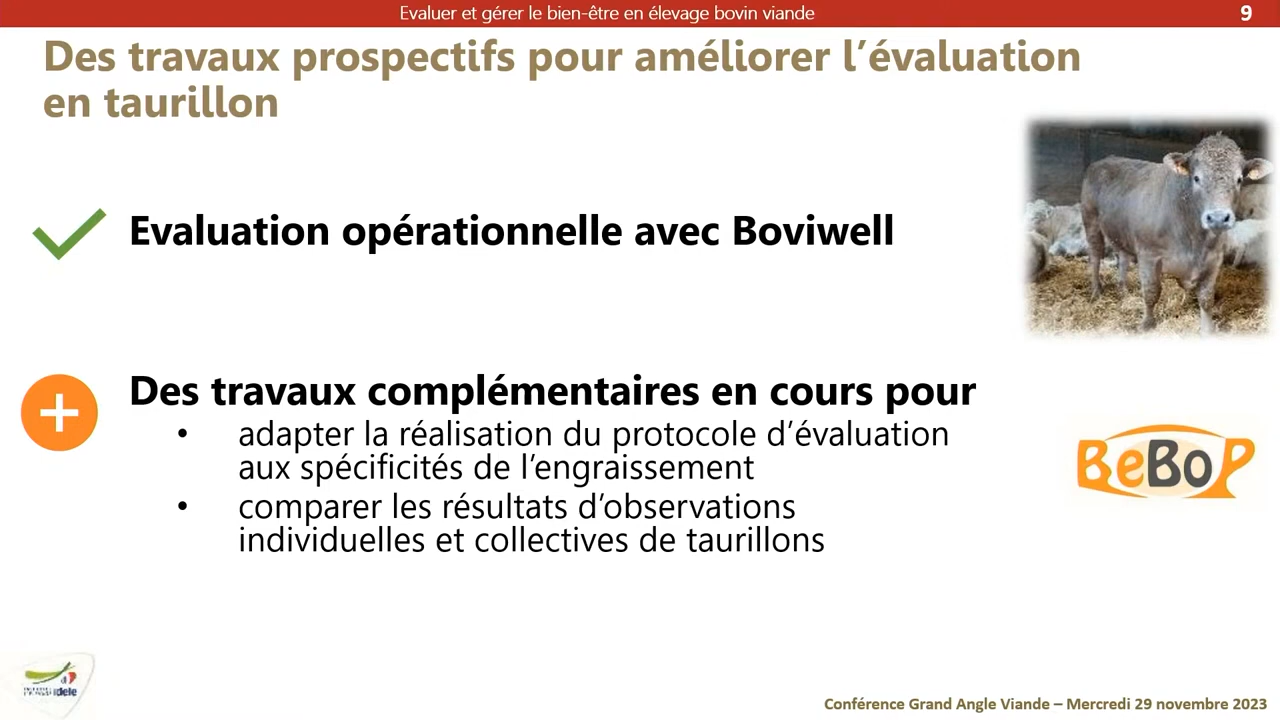 Evaluer et gérer le bien-être en élevage bovin viande
9
Des travaux prospectifs pour améliorer l’évaluation
en taurillon
Evaluation opérationnelle avec Boviwell
Des travaux complémentaires en cours pour
• adapter la réalisation du protocole d’évaluation
aux spécificités de l’engraissement
• comparer les résultats d’observations
individuelles et collectives de taurillons
BeBoP
idele
Conférence Grand Angle Viande – Mercredi 29 novembre 2023